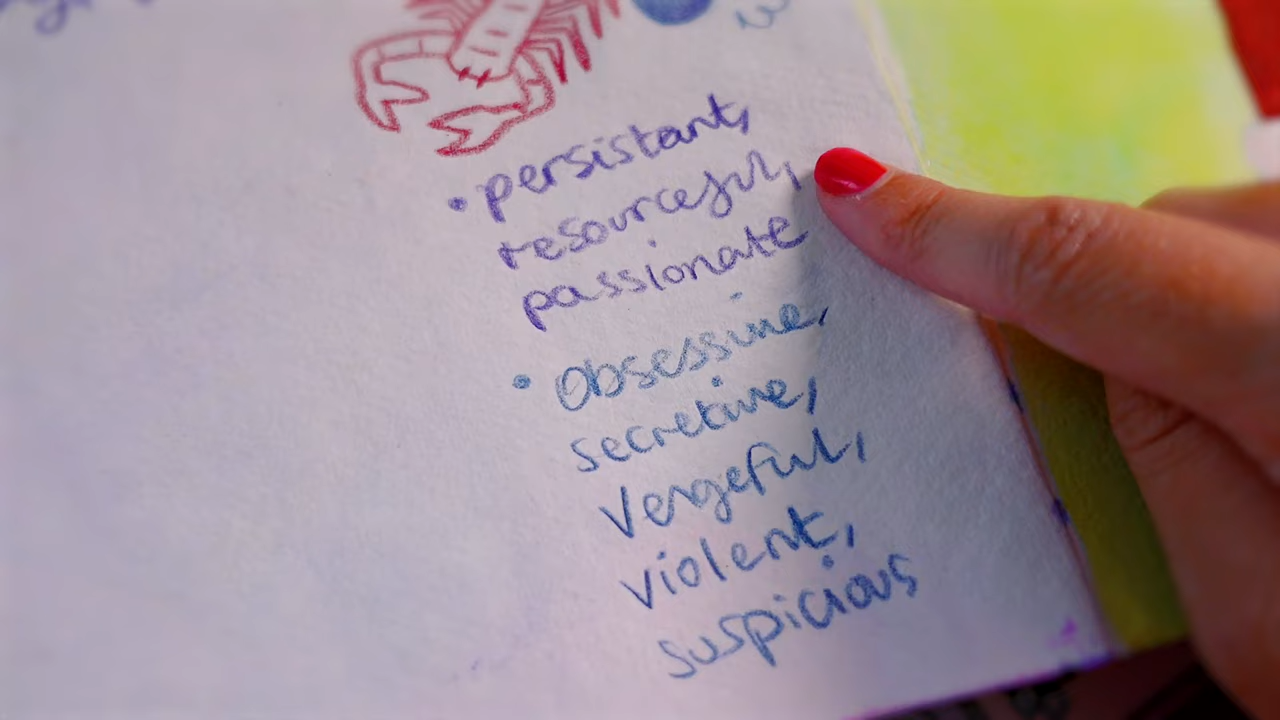 • persistant,
resourceful,
passionate
• Obsessive,
secretive,
Vengeful,
violent,
suspicious